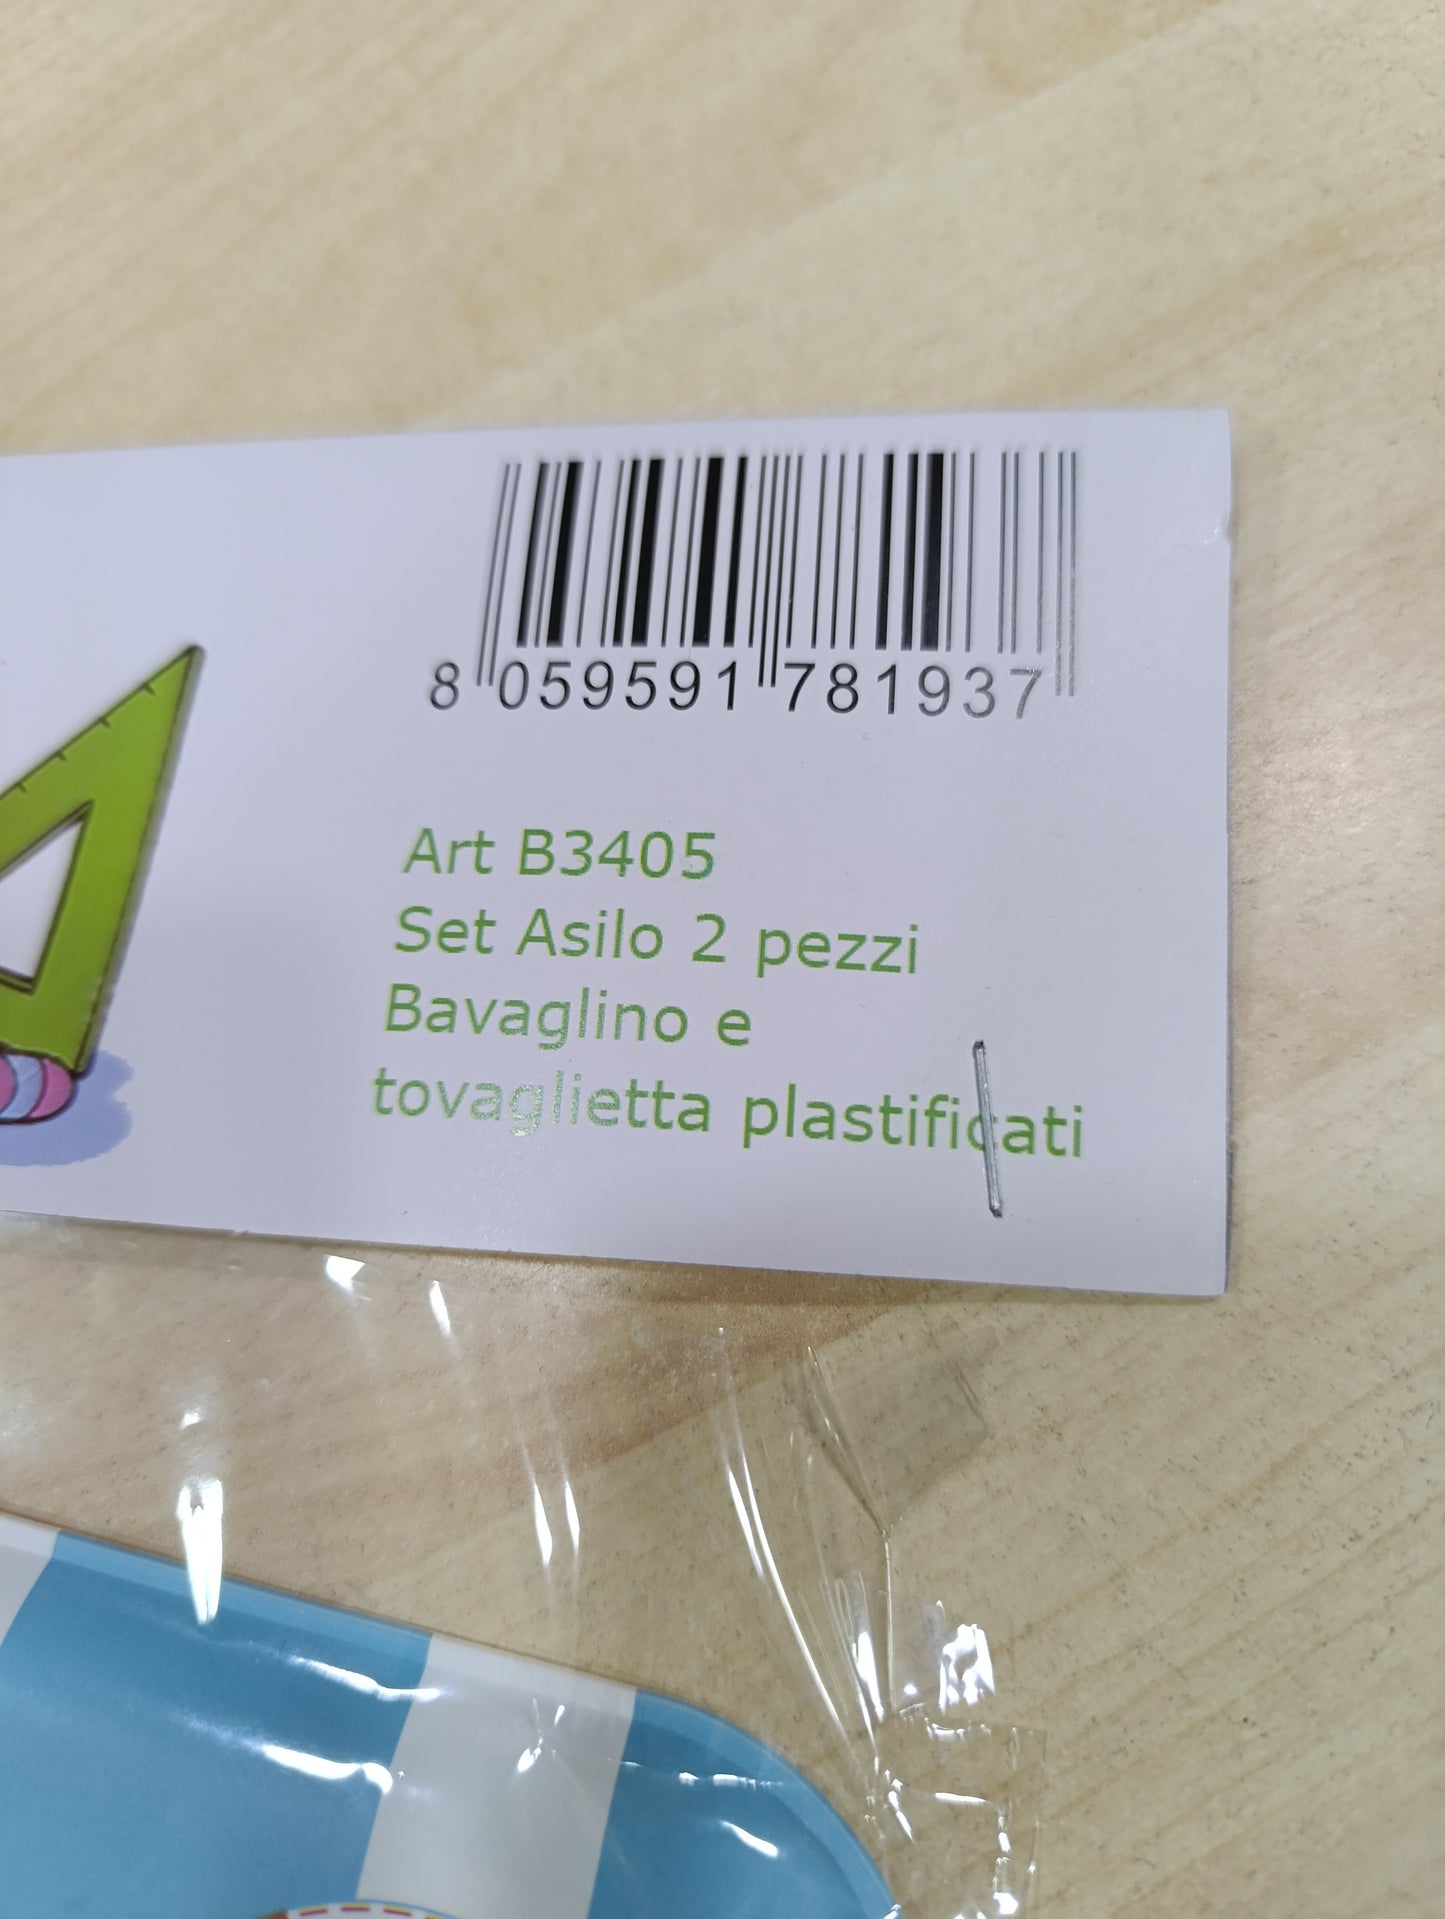 8 059591 781937
Art B3405
Set Asilo 2 pezzi
Bavaglino e
tovaglietta plastificati